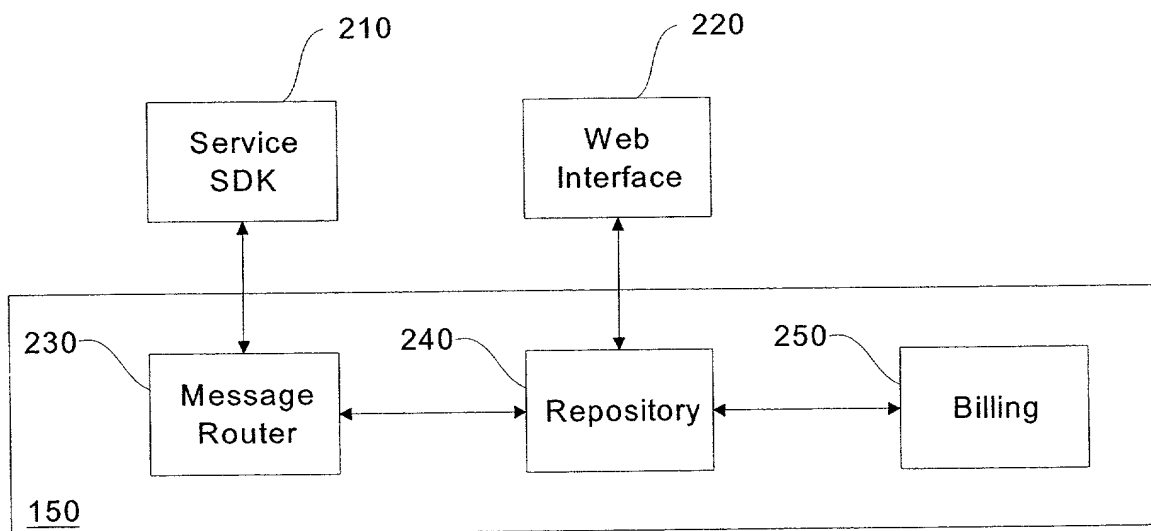 210
220
Service
SDK
Web
Interface
230
240
250
Message
Router
Repository
Billing
150